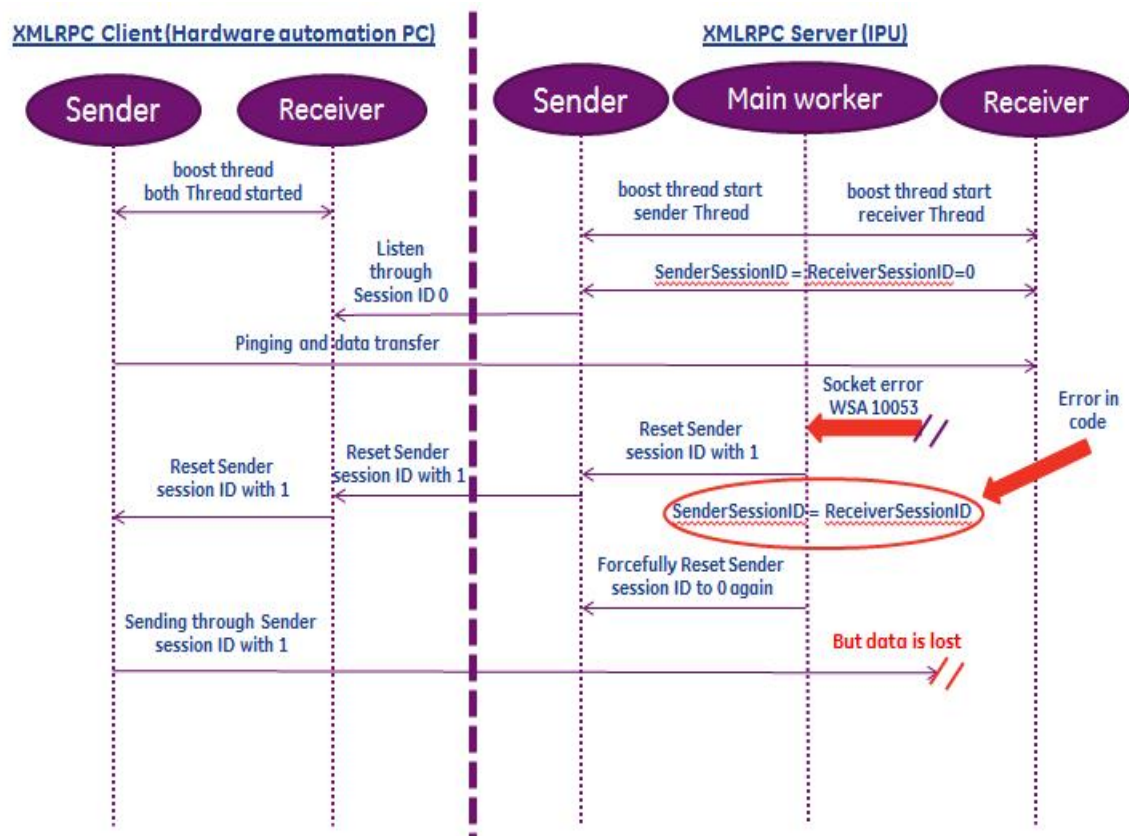 XMLRPC Client (Hardware automation PC)
XMLRPC Server (IPU)
Sender
Receiver
Sender
Main worker
Receiver
boost thread
both Thread started
boost thread start
sender Thread
boost thread start
receiver Thread
Listen
through
Session ID 0
SenderSessionID = ReceiverSessionID=0
Pinging and data transfer
Socket error
WSA 10053
Error in
code
Reset Sender
session ID with 1
Reset Sender
session ID with 1
Reset Sender
session ID with 1
SenderSessionID = ReceiverSessionID
Forcefully Reset Sender
session ID to 0 again
Sending through Sender
session ID with 1
But data is lost